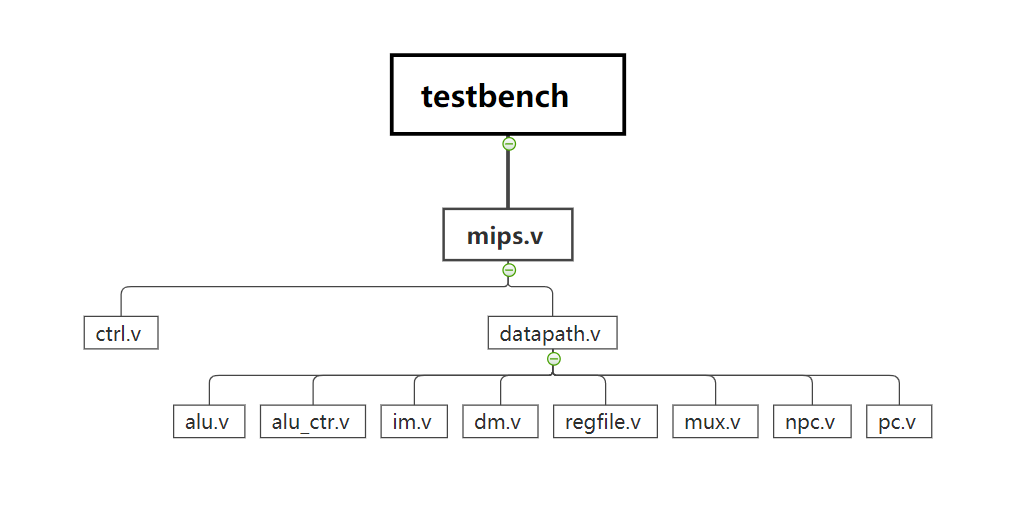 testbench
mips.v
ctrl.v
datapath.v
alu.v
alu_ctr.v
im.v
dm.v
regfile.v
mux.v
npc.v
pc.v